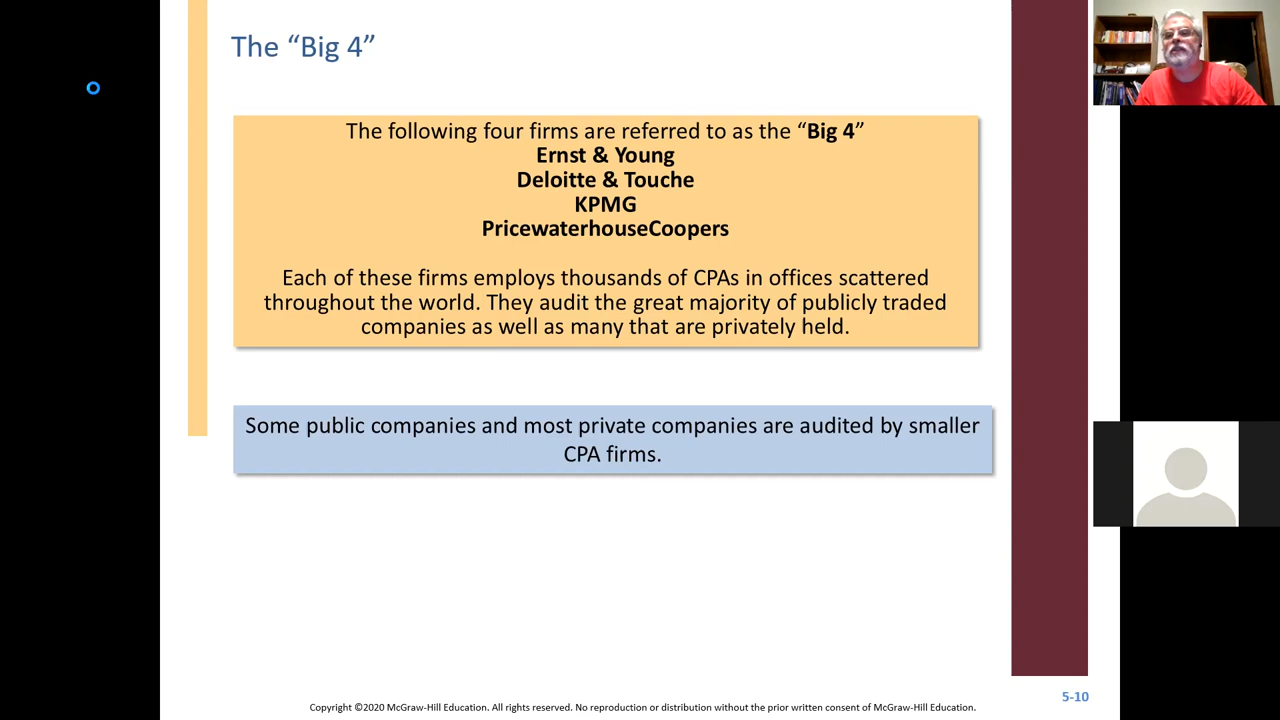 The “Big 4”
The following four firms are referred to as the “Big 4”
Ernst & Young
Deloitte & Touche
KPMG
PricewaterhouseCoopers
Each of these firms employs thousands of CPAs in offices scattered
throughout the world. They audit the great majority of publicly traded
companies as well as many that are privately held.
Some public companies and most private companies are audited by smaller
CPA firms.
5-10
Copyright ©2020 McGraw-Hill Education. All rights reserved. No reproduction or distribution without the prior written consent of McGraw-Hill Education.